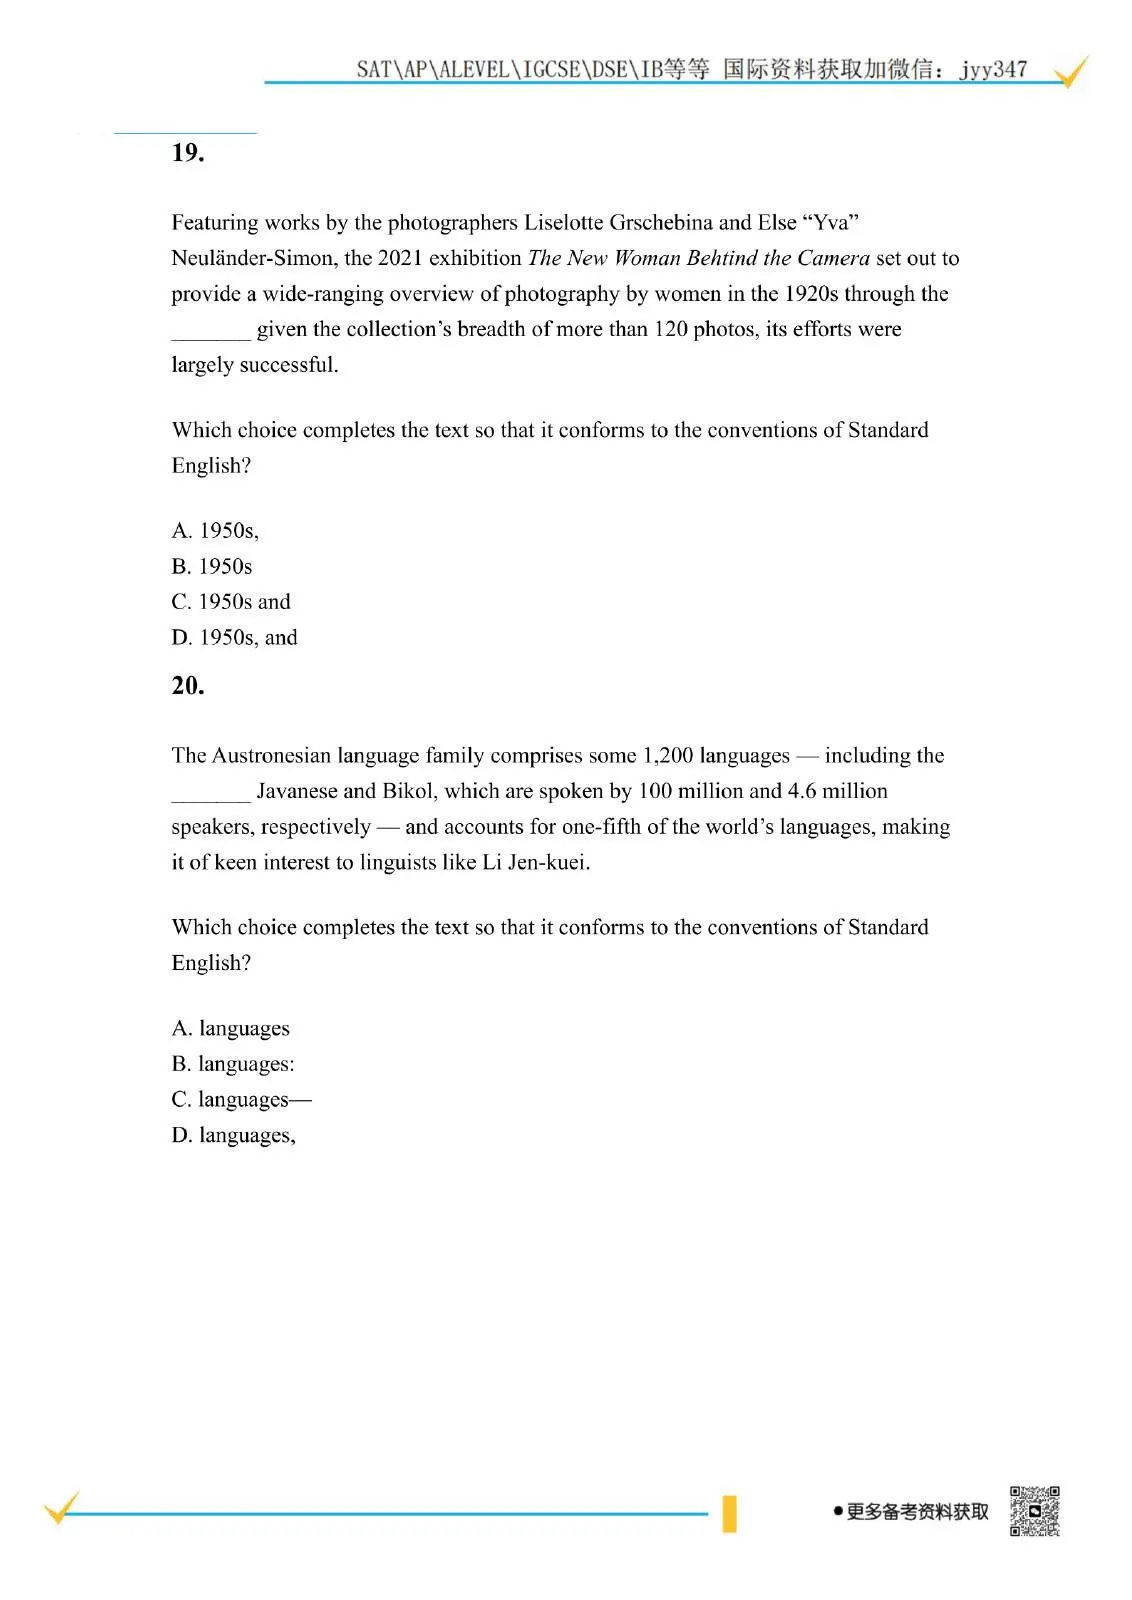 SAT\AP\ALEVEL\IGCSE\DSE\IB等等 国际资料获取加微信：jyy347
19.
Featuring works by the photographers Liselotte Grschebina and Else “Yva”
Neuländer-Simon, the 2021 exhibition The New Woman Behtind the Camera set out to
provide a wide-ranging overview of photography by women in the 1920s through the
_______ given the collection’s breadth of more than 120 photos, its efforts were
largely successful.
Which choice completes the text so that it conforms to the conventions of Standard
English?
A. 1950s,
B. 1950s
C. 1950s and
D. 1950s, and
20.
The Austronesian language family comprises some 1,200 languages — including the
_______ Javanese and Bikol, which are spoken by 100 million and 4.6 million
speakers, respectively — and accounts for one-fifth of the world’s languages, making
it of keen interest to linguists like Li Jen-kuei.
Which choice completes the text so that it conforms to the conventions of Standard
English?
A. languages
B. languages:
C. languages—
D. languages,
●更多备考资料获取